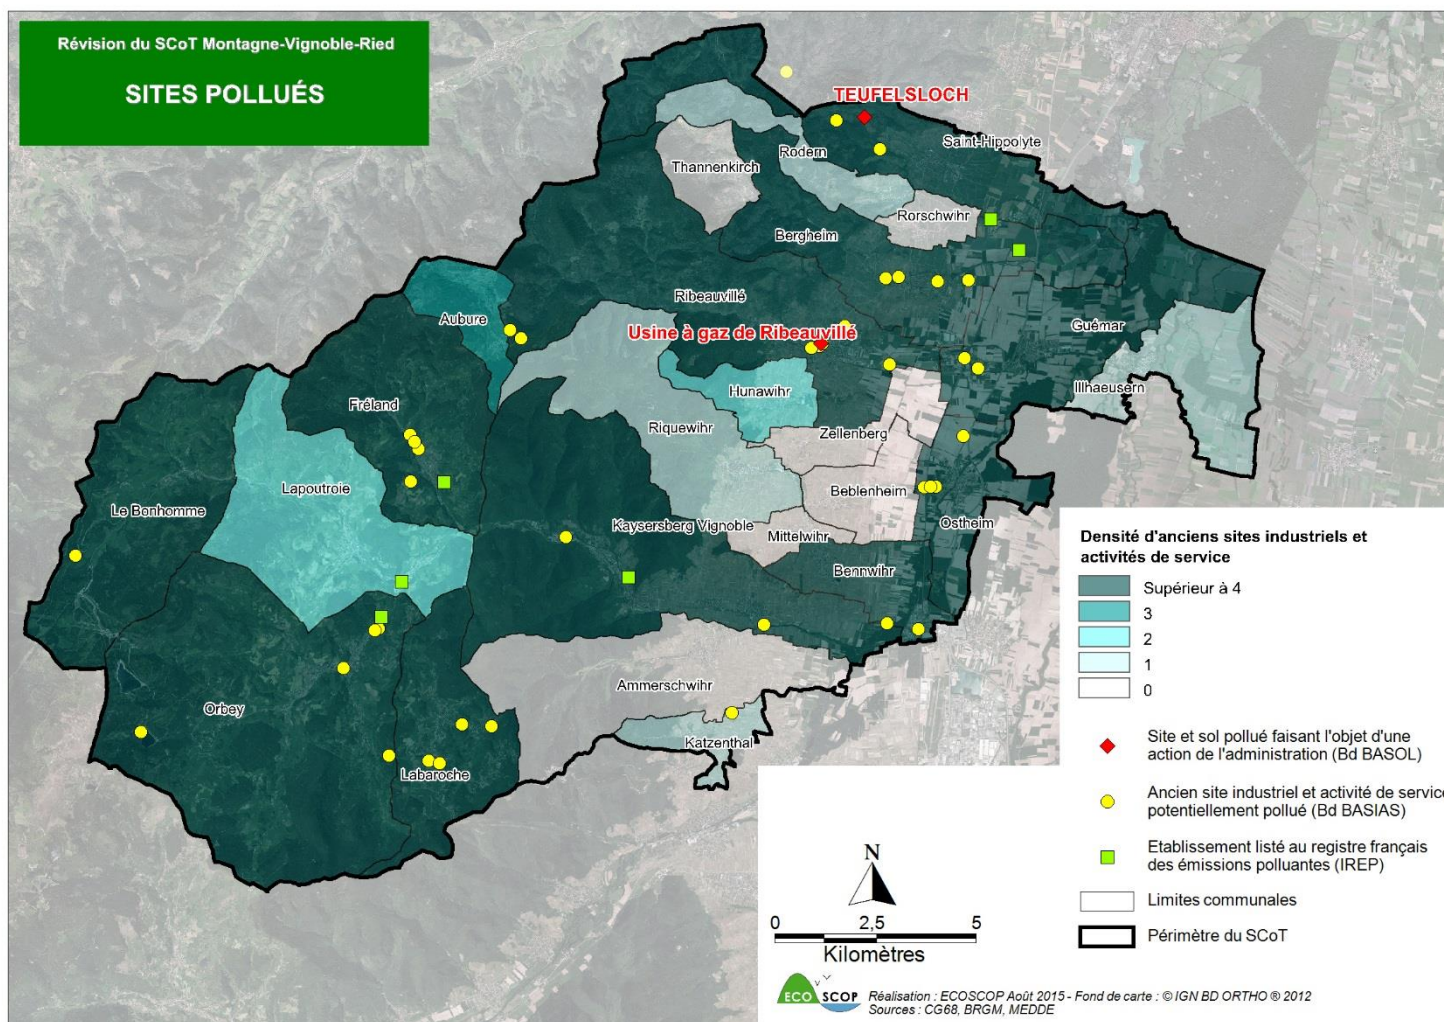 Révision du SCoT Montagne-Vignoble-Ried
SITES POLLUÉS
TEUFELSLOCH
Saint-Hippolyte
Rodern
Thannenkirch
Rorschwihr
Bergheim
Ribeauvillé
Aubure
Guémar
Usine à gaz de Ribeauvillé
Illhaeusern
Hunawihr
Fréland
Riquewihr
Zellenberg
Lapoutroie
Beblenheim
Le Bonhomme
Kaysersberg Vignoble
Ostheim
Mittelwihr
Bennwihr
Ammerschwihr
Orbey
Katzenthal
Labaroche
Densité d'anciens sites industriels et
activités de service
Supérieur à 4
3
2
1
0
Site et sol pollué faisant l'objet d'une
action de l'administration (Bd BASOL)
Ancien site industriel et activité de service
potentiellement pollué (Bd BASIAS)
Etablissement listé au registre français
des émissions polluantes (IREP)
Limites communales
Périmètre du SCoT
N
0 2,5 5
Kilomètres
ECO SCOP
Réalisation : ECOSCOP Août 2015 - Fond de carte : © IGN BD ORTHO ® 2012
Sources : CG68, BRGM, MEDDE